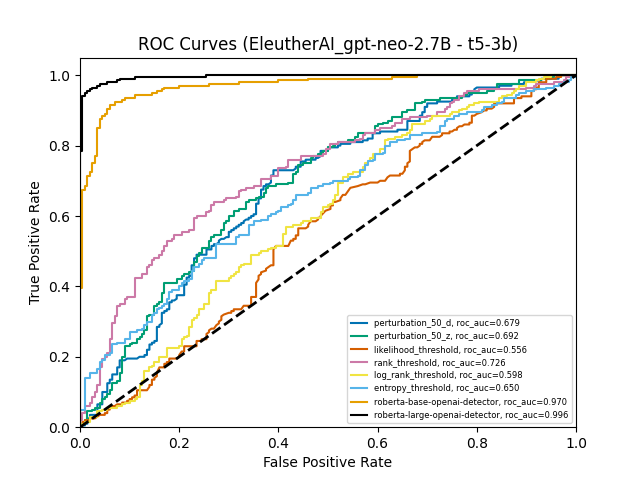 ROC Curves (EleutherAI_gpt-neo-2.7B - t5-3b)
True Positive Rate
1.0
0.8
0.6
0.4
0.2
0.0
perturbation_50_d, roc_auc=0.679
perturbation_50_z, roc_auc=0.692
likelihood_threshold, roc_auc=0.556
rank_threshold, roc_auc=0.726
log_rank_threshold, roc_auc=0.598
entropy_threshold, roc_auc=0.650
roberta-base-openai-detector, roc_auc=0.970
roberta-large-openai-detector, roc_auc=0.996
0.0 0.2 0.4 0.6 0.8 1.0
False Positive Rate